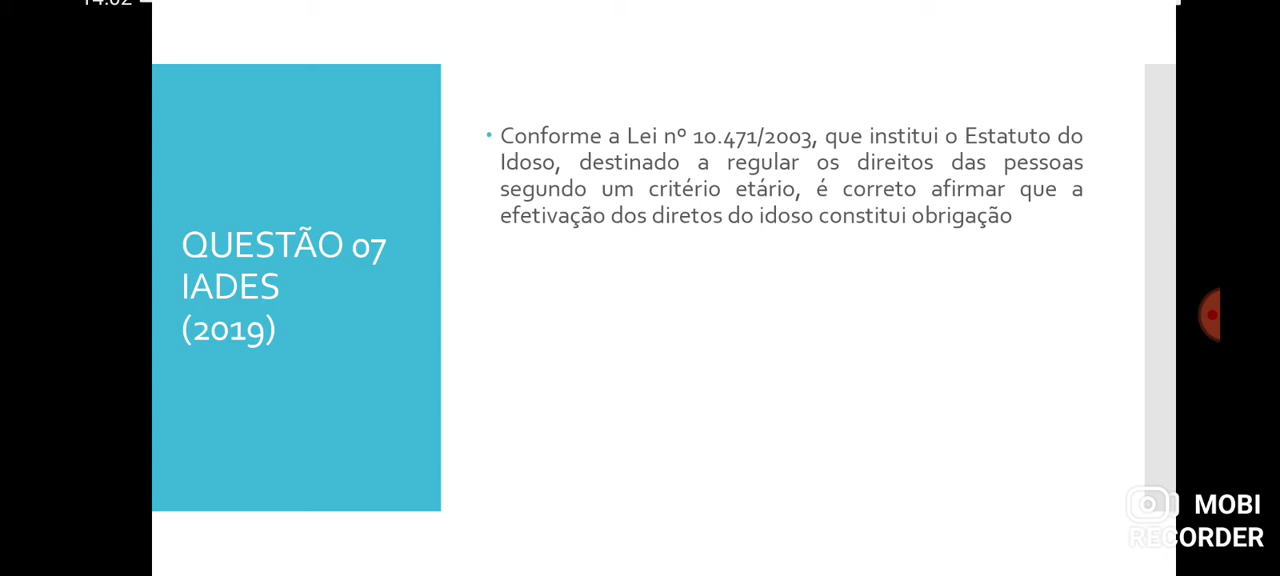 QUESTÃO 07
IADES
(2019)
• Conforme a Lei nº 10.471/2003, que institui o Estatuto do
Idoso, destinado a regular os direitos das pessoas
segundo um critério etário, é correto afirmar que a
efetivação dos diretos do idoso constitui obrigação
MOBI
RECORDER